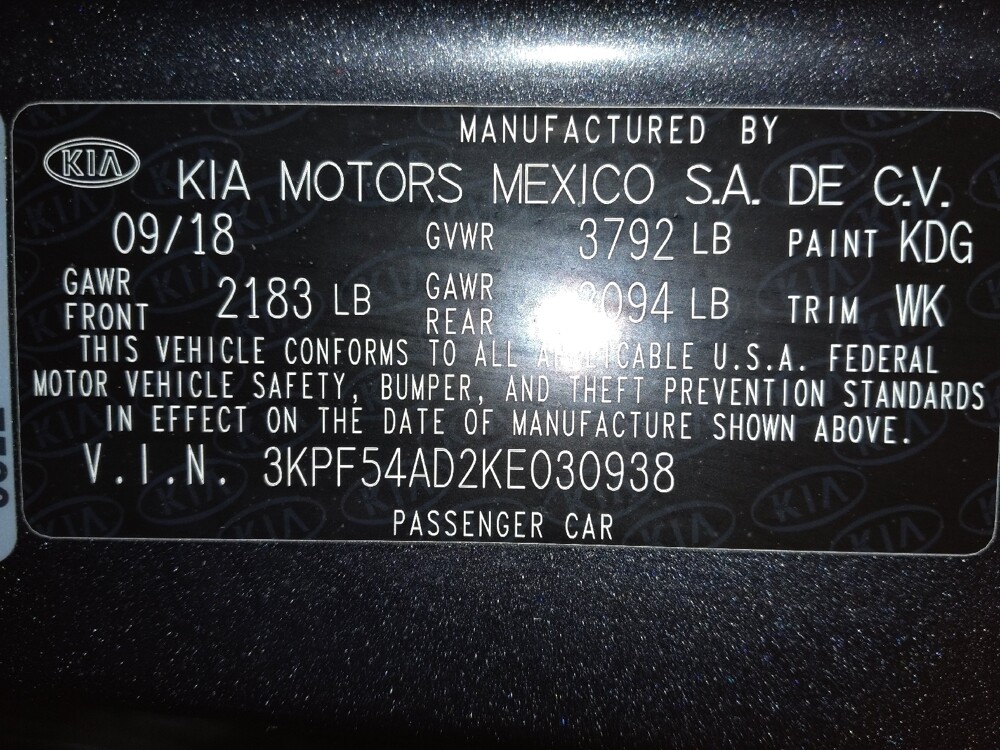 MANUFACTURED BY
KIA
KIA MOTORS MEXICO S.A. DE C.V.
09/18 GVWR 3792 LB PAINT KDG
GAWR FRONT 2183 LB GAWR REAR LB TRIM WK
THIS VEHICLE CONFORMS TO ALL APPLICABLE U.S.A. FEDERAL
MOTOR VEHICLE SAFETY, BUMPER, AND THEFT PREVENTION STANDARDS
IN EFFECT ON THE DATE OF MANUFACTURE SHOWN ABOVE.
V.I.N. 3KPF54AD2KE030938
PASSENGER CAR